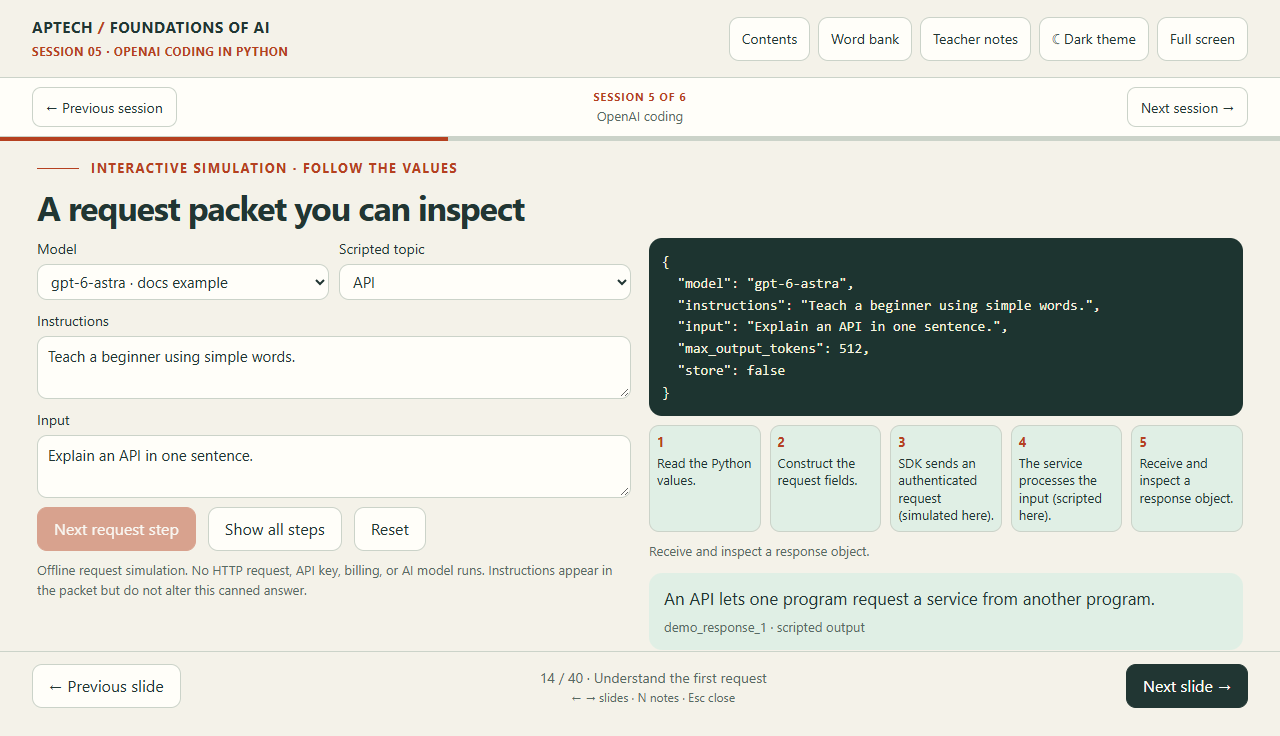 APTECH / FOUNDATIONS OF AI
SESSION 05 · OPENAI CODING IN PYTHON
Contents
Word bank
Teacher notes
☾ Dark theme
Full screen
← Previous session
SESSION 5 OF 6
OpenAI coding
Next session →
INTERACTIVE SIMULATION · FOLLOW THE VALUES
A request packet you can inspect
Model
Scripted topic
gpt-6-astra · docs example
API
Instructions
Teach a beginner using simple words.
Input
Explain an API in one sentence.
Next request step
Show all steps
Reset
Offline request simulation. No HTTP request, API key, billing, or AI model runs. Instructions appear in
the packet but do not alter this canned answer.
{
"model": "gpt-6-astra",
"instructions": "Teach a beginner using simple words.",
"input": "Explain an API in one sentence.",
"max_output_tokens": 512,
"store": false
}
1
Read the Python
values.
2
Construct the
request fields.
3
SDK sends an
authenticated
request
(simulated here).
4
The service
processes the
input (scripted
here).
5
Receive and
inspect a
response object.
Receive and inspect a response object.
An API lets one program request a service from another program.
demo_response_1 · scripted output
← Previous slide
14 / 40 · Understand the first request
← → slides · N notes · Esc close
Next slide →